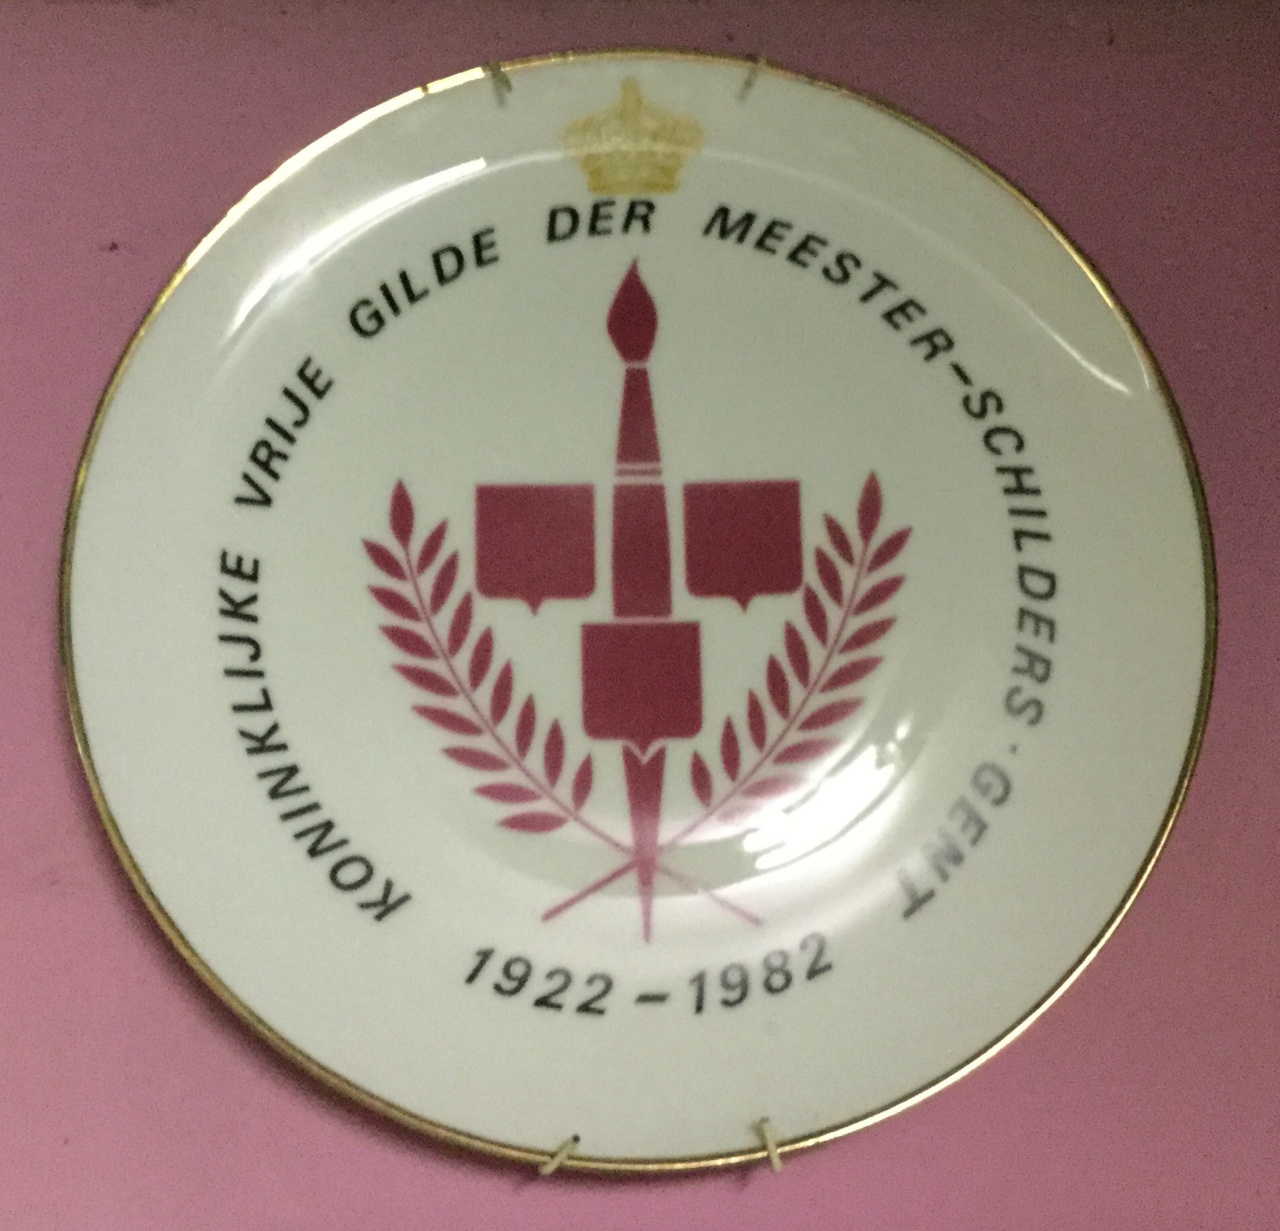 KONINKLIJKE VRIJE GILDE DER MEESTER-SCHILDERS·GENT
1922-1982